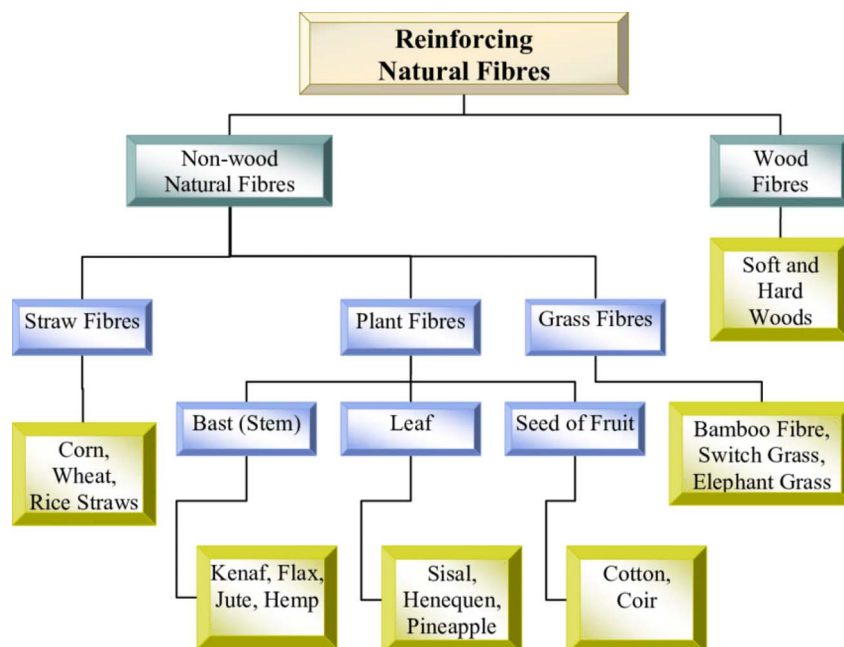 Reinforcing
Natural Fibres
Non-wood
Natural Fibres
Wood
Fibres
Soft and
Hard
Woods
Straw Fibres
Plant Fibres
Grass Fibres
Bast (Stem)
Leaf
Seed of Fruit
Corn,
Wheat,
Rice Straws
Bamboo Fibre,
Switch Grass,
Elephant Grass
Kenaf, Flax,
Jute, Hemp
Sisal,
Henequen,
Pineapple
Cotton,
Coir